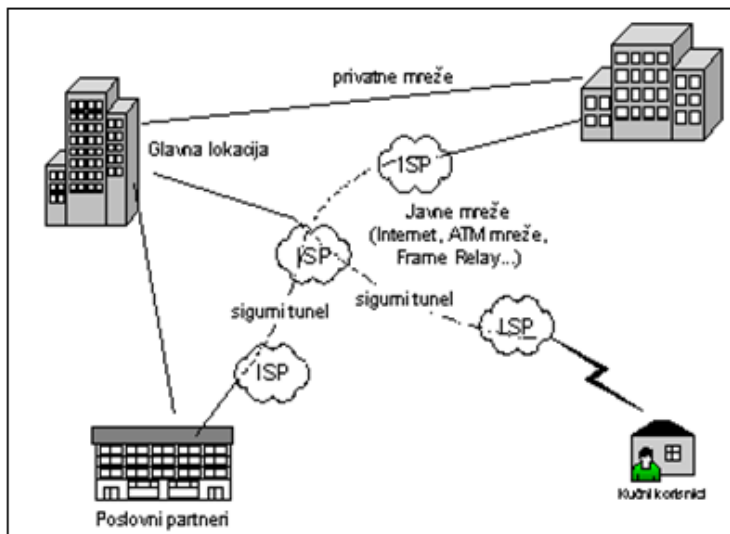 privatne mreže
Glavna lokacija
ISP
Javne mreže
(Internet, ATM mreže,
Frame Relay...)
ISP
sigurni tunel
sigurni tunel
ISP
ISP
Poslovni partneri
Kućni korisnici